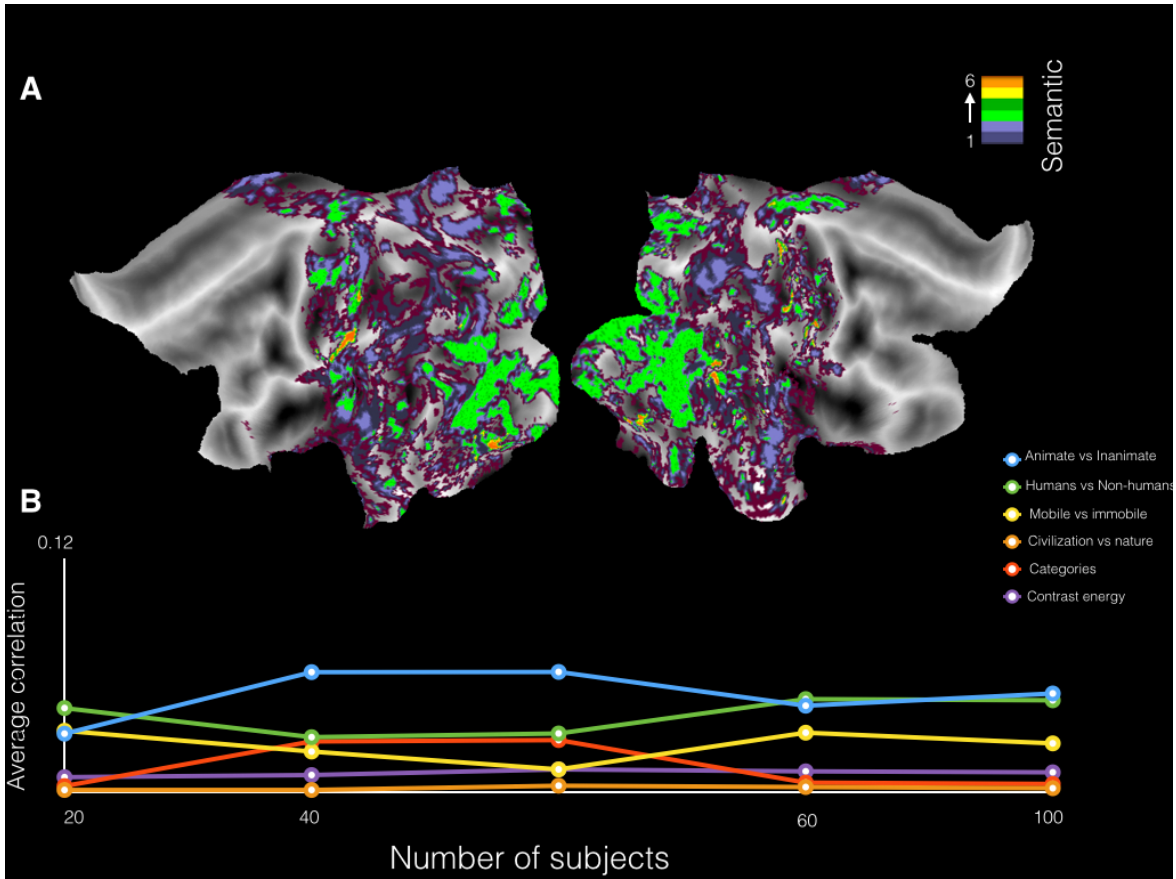 A
6
1
Semantic
B
Animate vs Inanimate
Humans vs Non-humans
Mobile vs immobile
Civilization vs nature
Categories
Contrast energy
0.12
Average correlation
20
40
60
100
Number of subjects